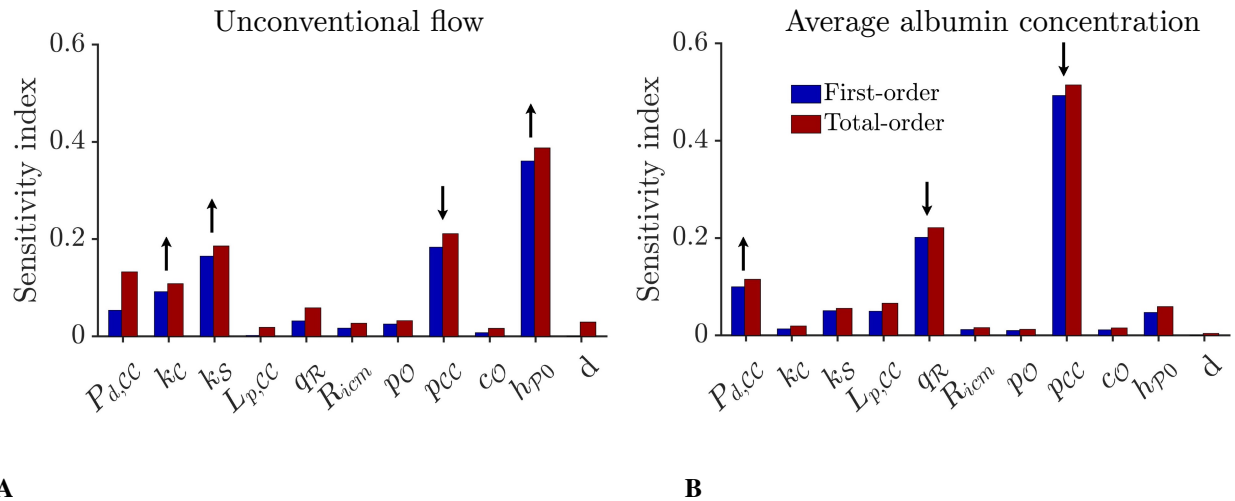 Unconventional flow
Average albumin concentration
Sensitivity index
0.6
0.4
0.2
0
P_{d,CC}
k_C
k_S
L_{p,CC}
q_R
R_{icm}
p_O
p_{CC}
c_O
h_{P0}
d
Sensitivity index
0.6
0.4
0.2
0
First-order
Total-order
P_{d,CC}
k_C
k_S
L_{p,CC}
q_R
R_{icm}
p_O
p_{CC}
c_O
h_{P0}
d
A
B